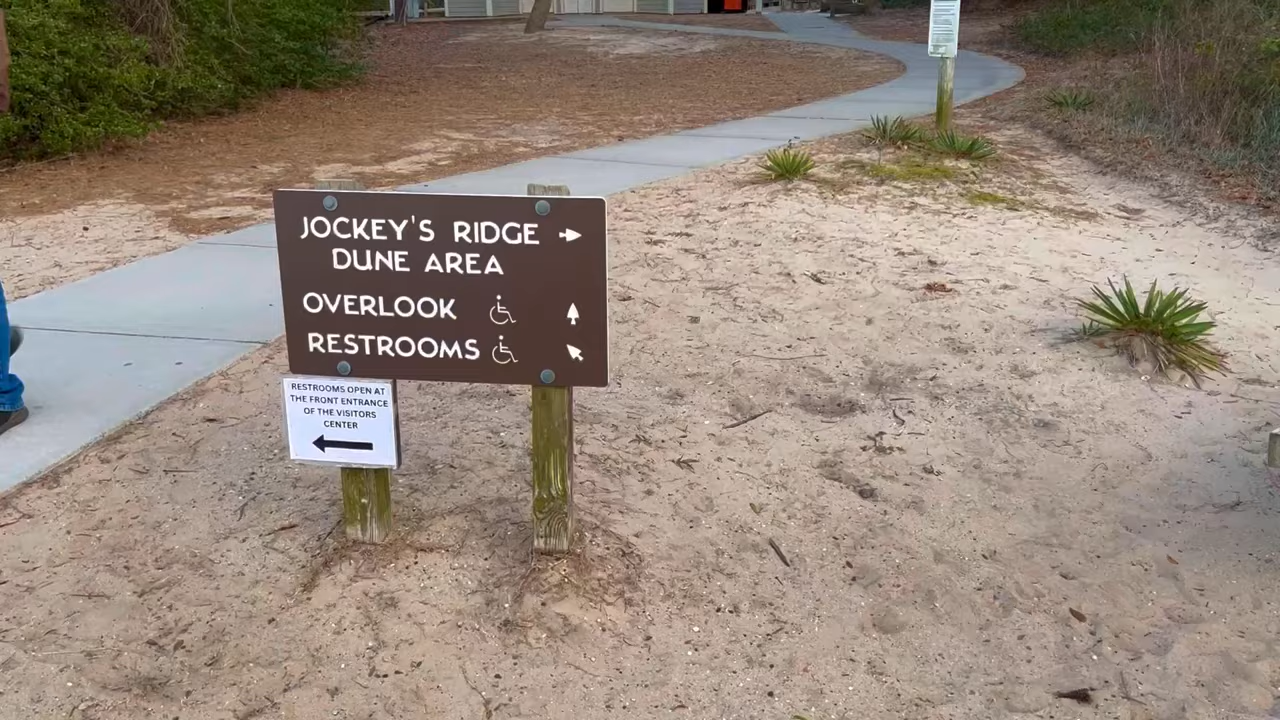 JOCKEY'S RIDGE
DUNE AREA
OVERLOOK
RESTROOMS
RESTROOMS OPEN AT
THE FRONT ENTRANCE
OF THE VISITORS
CENTER